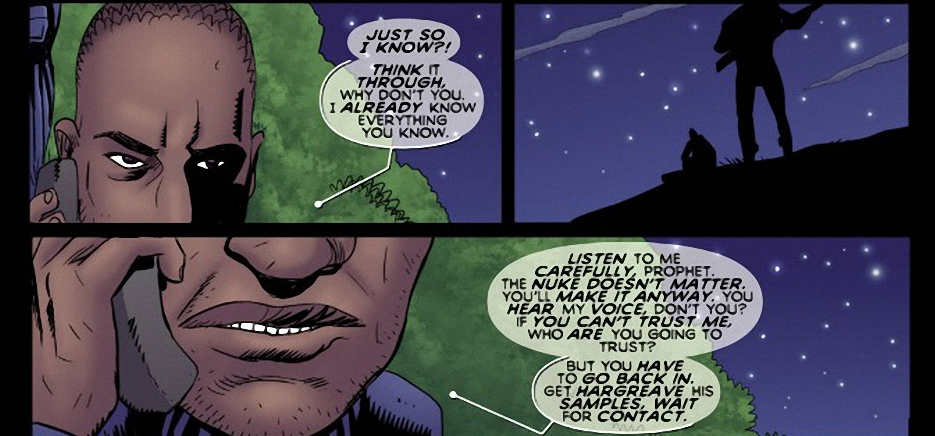 JUST SO
I KNOW?!
THINK IT
THROUGH,
WHY DON'T YOU.
I ALREADY KNOW
EVERYTHING
YOU KNOW.
LISTEN TO ME
CAREFULLY, PROPHET.
THE NUKE DOESN'T MATTER.
YOU'LL MAKE IT ANYWAY. YOU
HEAR MY VOICE, DON'T YOU?
IF YOU CAN'T TRUST ME,
WHO ARE YOU GOING TO
TRUST?
BUT YOU HAVE
TO GO BACK IN.
GET HARGREAVE HIS
SAMPLES, WAIT
FOR CONTACT.